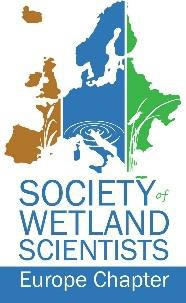 SOCIETY of
WETLAND
SCIENTISTS
Europe Chapter